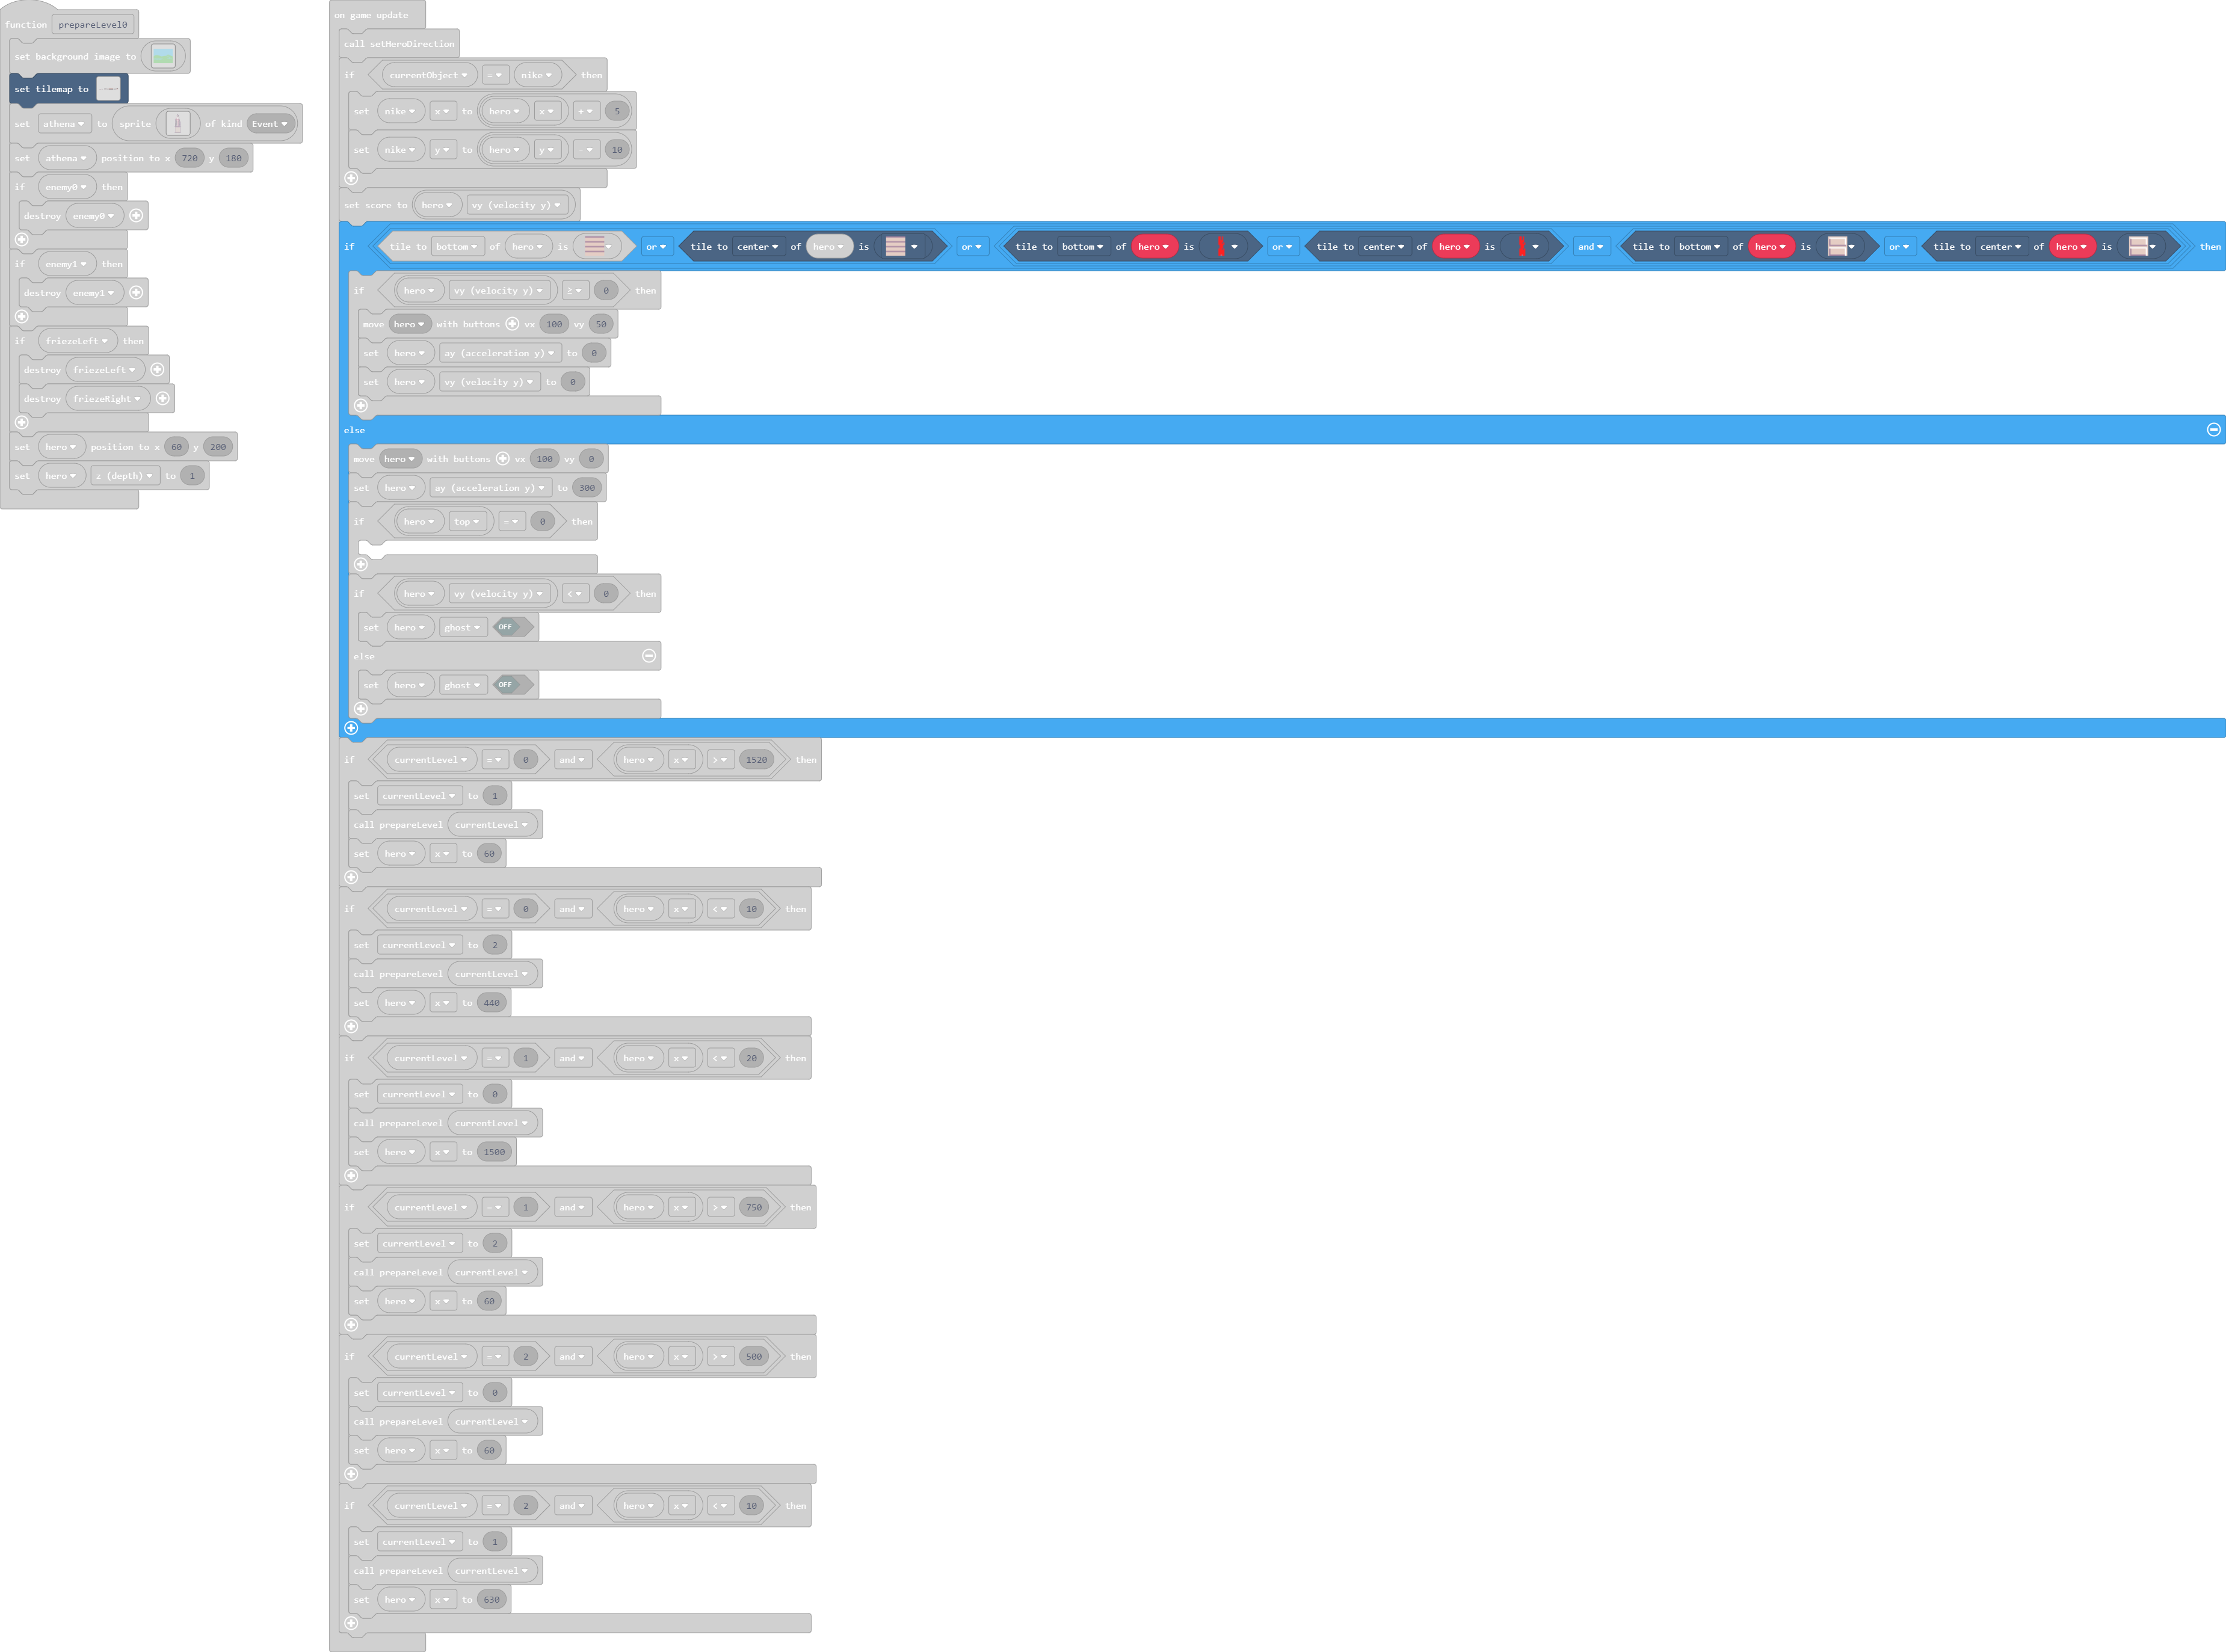 function prepareLevel0
set background image to
set tilemap to
set athena to sprite of kind Event
set athena position to x 720 y 180
if enemy0 then
destroy enemy0
if enemy1 then
destroy enemy1
if friezeLeft then
destroy friezeLeft
destroy friezeRight
set hero position to x 60 y 200
set hero z (depth) to 1
on game update
call setHeroDirection
if currentObject = nike then
set nike x to hero x + 5
set nike y to hero y - 10
set score to hero vy (velocity y)
if tile to bottom of hero is or tile to center of hero is or tile to bottom of hero is or tile to center of hero is and tile to bottom of hero is or tile to center of hero is then
if hero vy (velocity y) ≥ 0 then
move hero with buttons vx 100 vy 50
set hero ay (acceleration y) to 0
set hero vy (velocity y) to 0
else
move hero with buttons vx 100 vy 0
set hero ay (acceleration y) to 300
if hero top = 0 then
if hero vy (velocity y) < 0 then
set hero ghost OFF
else
set hero ghost OFF
if currentLevel = 0 and hero x > 1520 then
set currentLevel to 1
call prepareLevel currentLevel
set hero x to 60
if currentLevel = 0 and hero x < 10 then
set currentLevel to 2
call prepareLevel currentLevel
set hero x to 440
if currentLevel = 1 and hero x < 20 then
set currentLevel to 0
call prepareLevel currentLevel
set hero x to 1500
if currentLevel = 1 and hero x > 750 then
set currentLevel to 2
call prepareLevel currentLevel
set hero x to 60
if currentLevel = 2 and hero x > 500 then
set currentLevel to 0
call prepareLevel currentLevel
set hero x to 60
if currentLevel = 2 and hero x < 10 then
set currentLevel to 1
call prepareLevel currentLevel
set hero x to 630